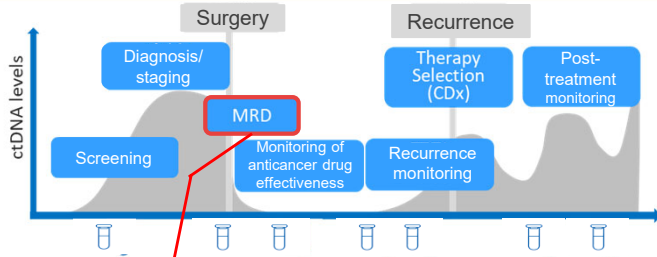 Surgery
Recurrence
ctDNA levels
Diagnosis/
staging
Therapy
Selection
(CDx)
Post-
treatment
monitoring
MRD
Screening
Monitoring of
anticancer drug
effectiveness
Recurrence
monitoring